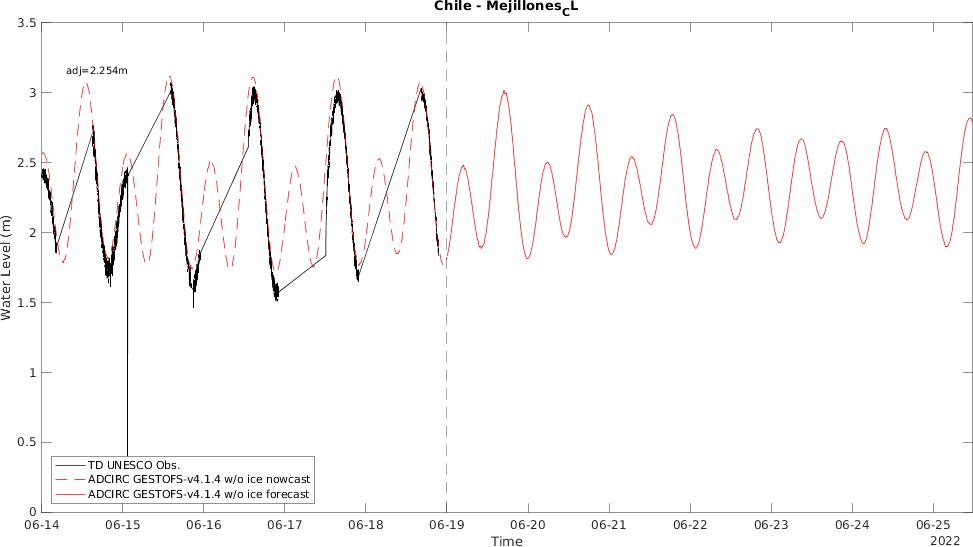 Chile - Mejillones_CL
adj=2.254m
3.5
3
2.5
2
1.5
1
0.5
0
Water Level (m)
TD UNESCO Obs.
ADCIRC GESTOFS-v4.1.4 w/o ice nowcast
ADCIRC GESTOFS-v4.1.4 w/o ice forecast
06-14 06-15 06-16 06-17 06-18 06-19 06-20 06-21 06-22 06-23 06-24 06-25
Time
2022